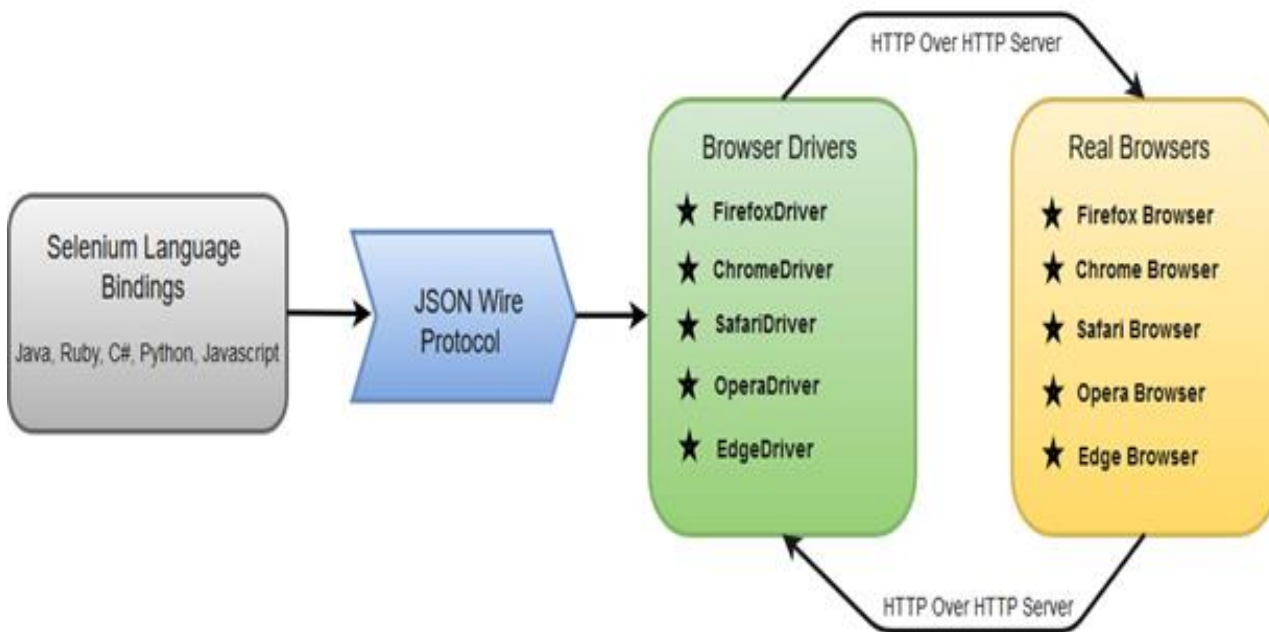 Selenium Language
Bindings
Java, Ruby, C#, Python, Javascript
JSON Wire
Protocol
HTTP Over HTTP Server
Browser Drivers
FirefoxDriver
ChromeDriver
SafariDriver
OperaDriver
EdgeDriver
Real Browsers
Firefox Browser
Chrome Browser
Safari Browser
Opera Browser
Edge Browser
HTTP Over HTTP Server